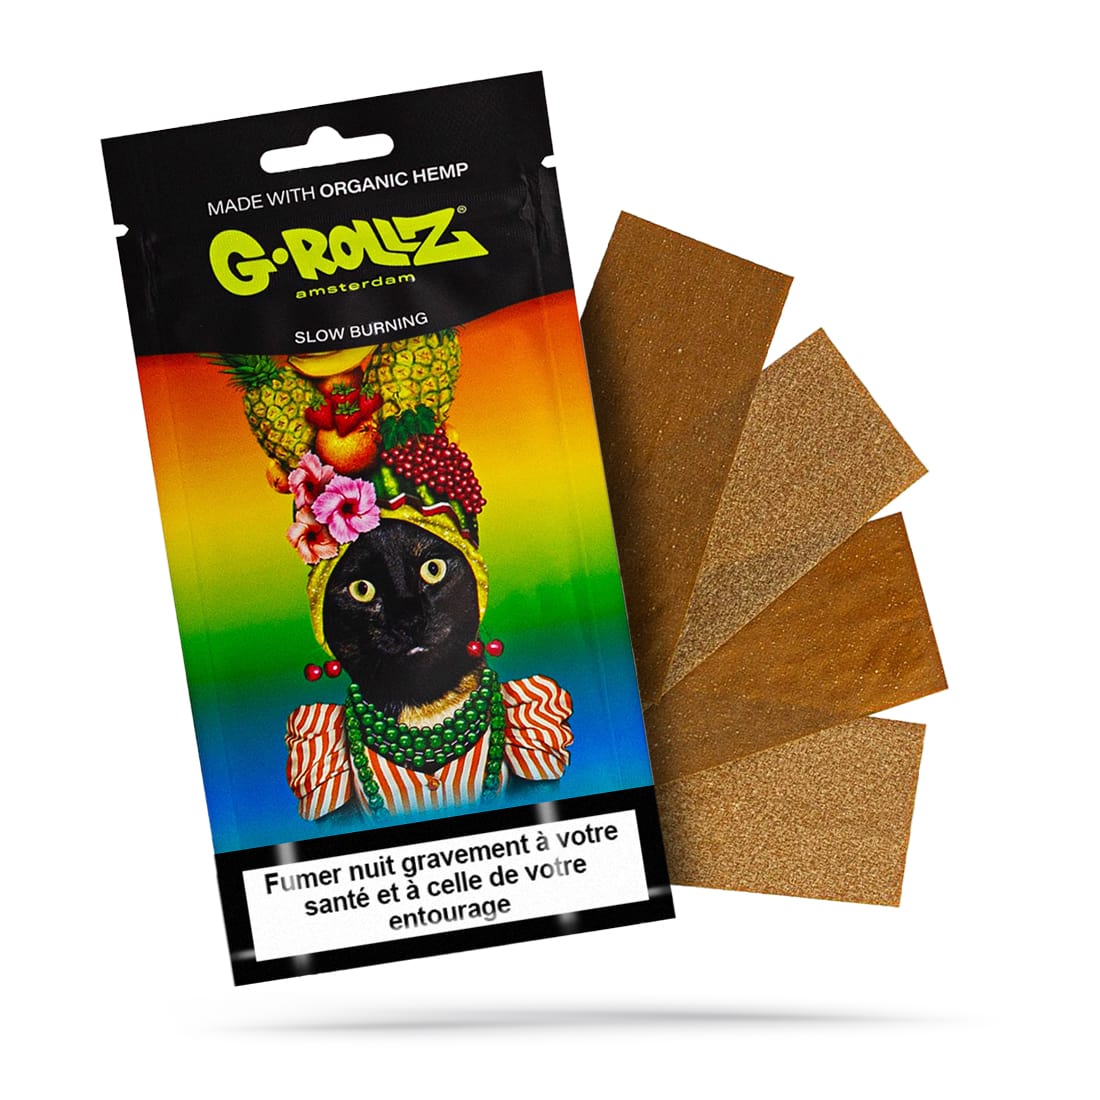 MADE WITH ORGANIC HEMP
G·ROLLZ®
amsterdam
SLOW BURNING
Fumer nuit gravement à votre
santé et à celle de votre
entourage